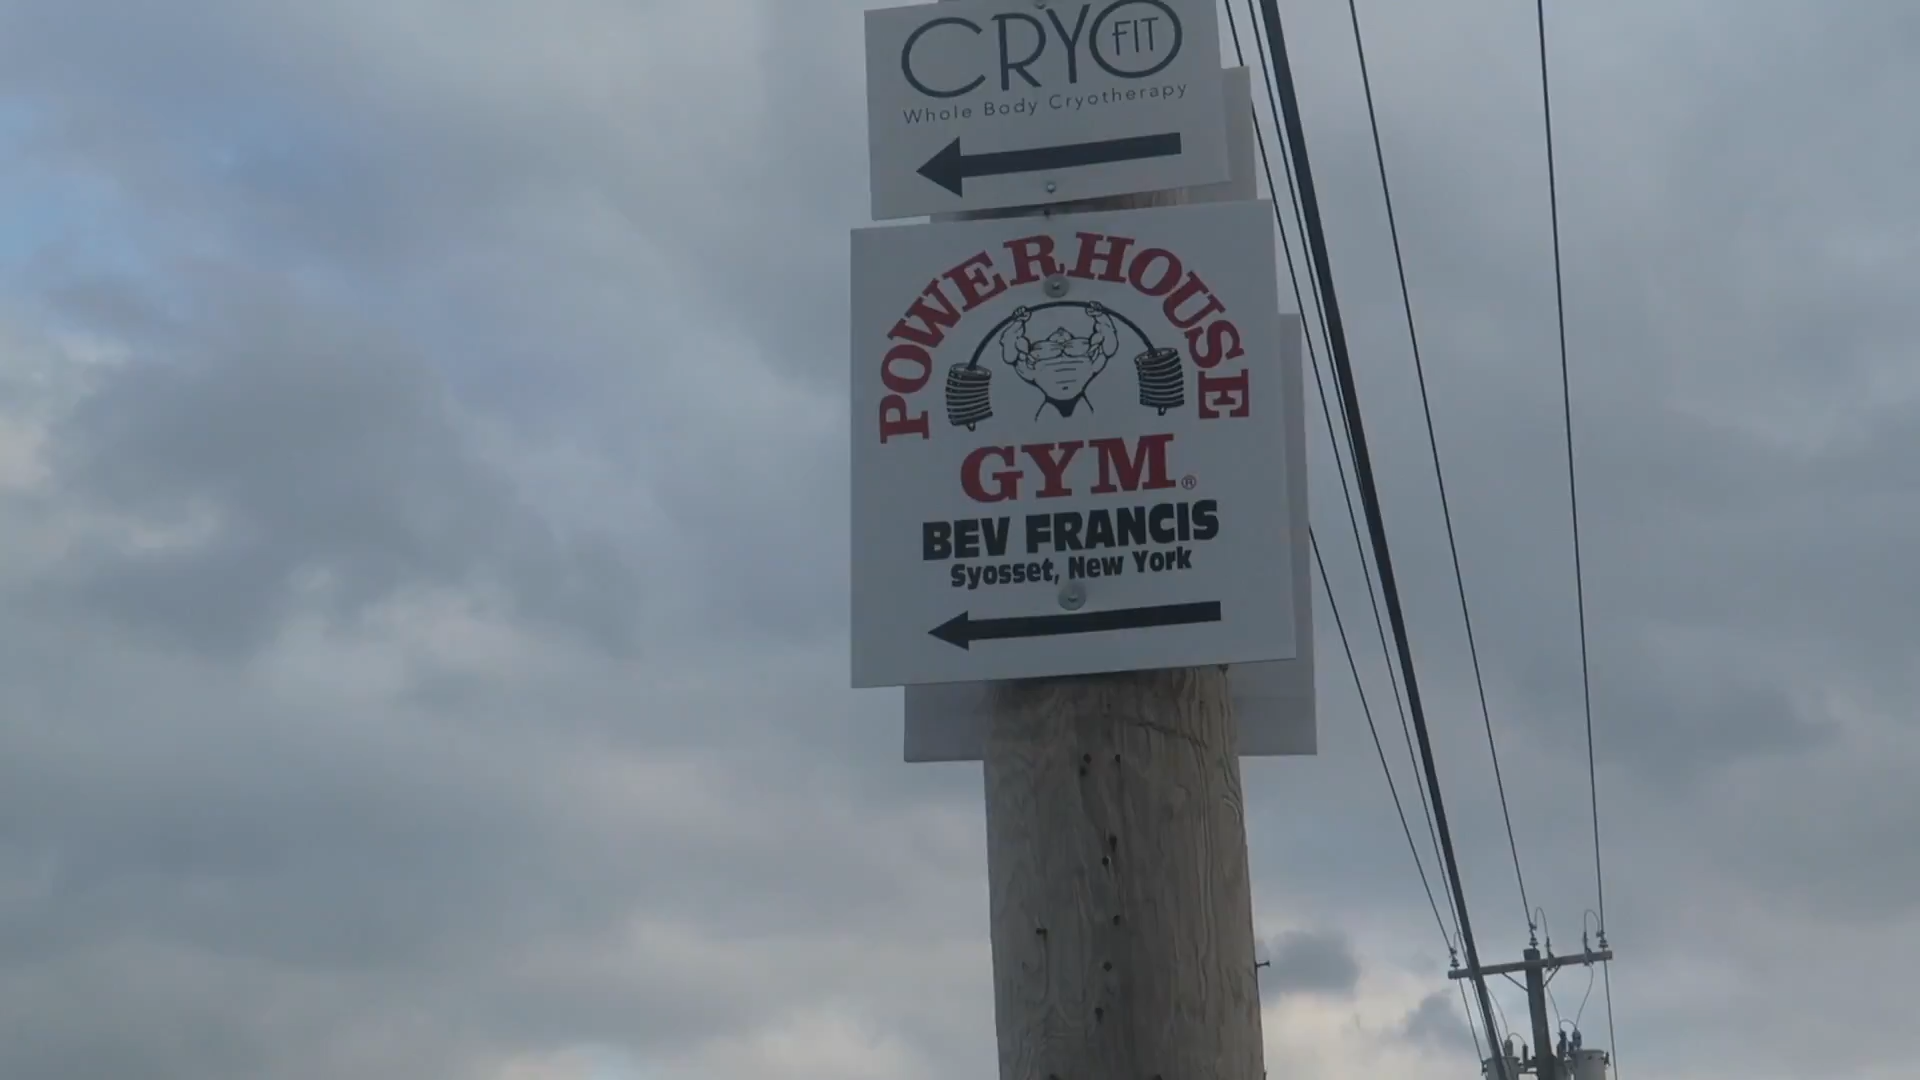 CRYO FIT
Whole Body Cryotherapy
POWERHOUSE
GYM®
BEV FRANCIS
Syosset, New York